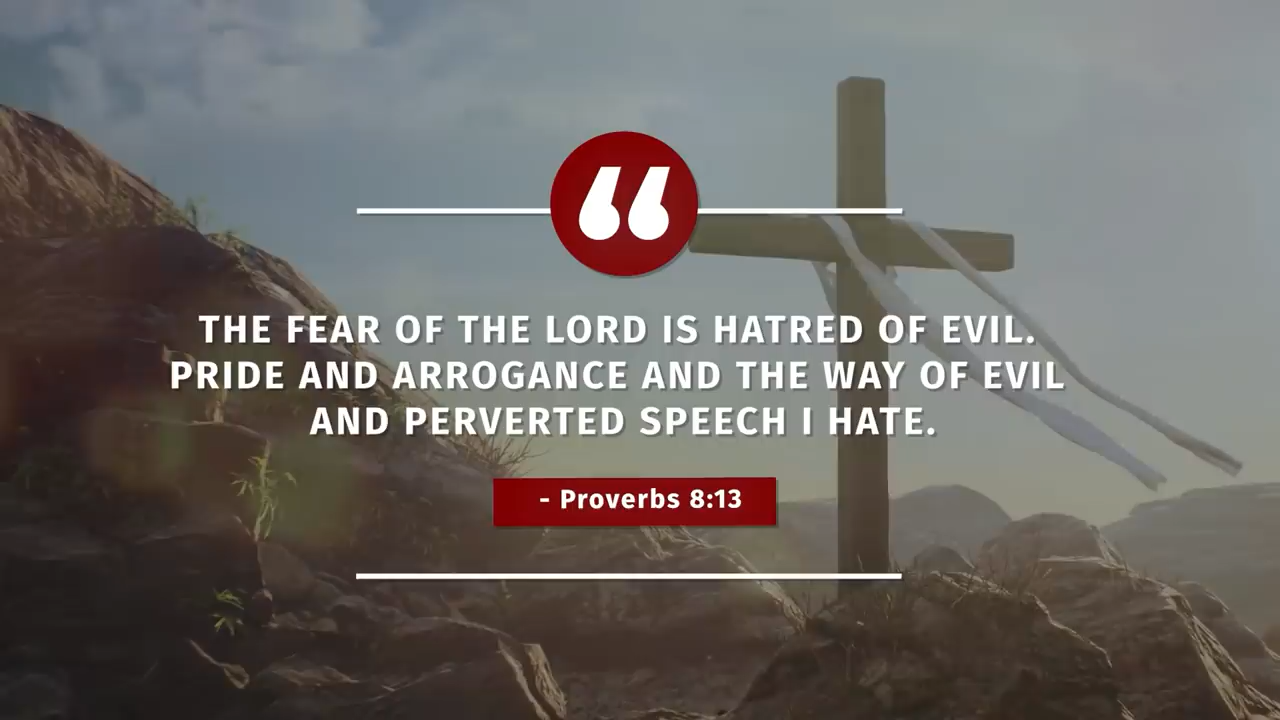 “
THE FEAR OF THE LORD IS HATRED OF EVIL.
PRIDE AND ARROGANCE AND THE WAY OF EVIL
AND PERVERTED SPEECH I HATE.
- Proverbs 8:13